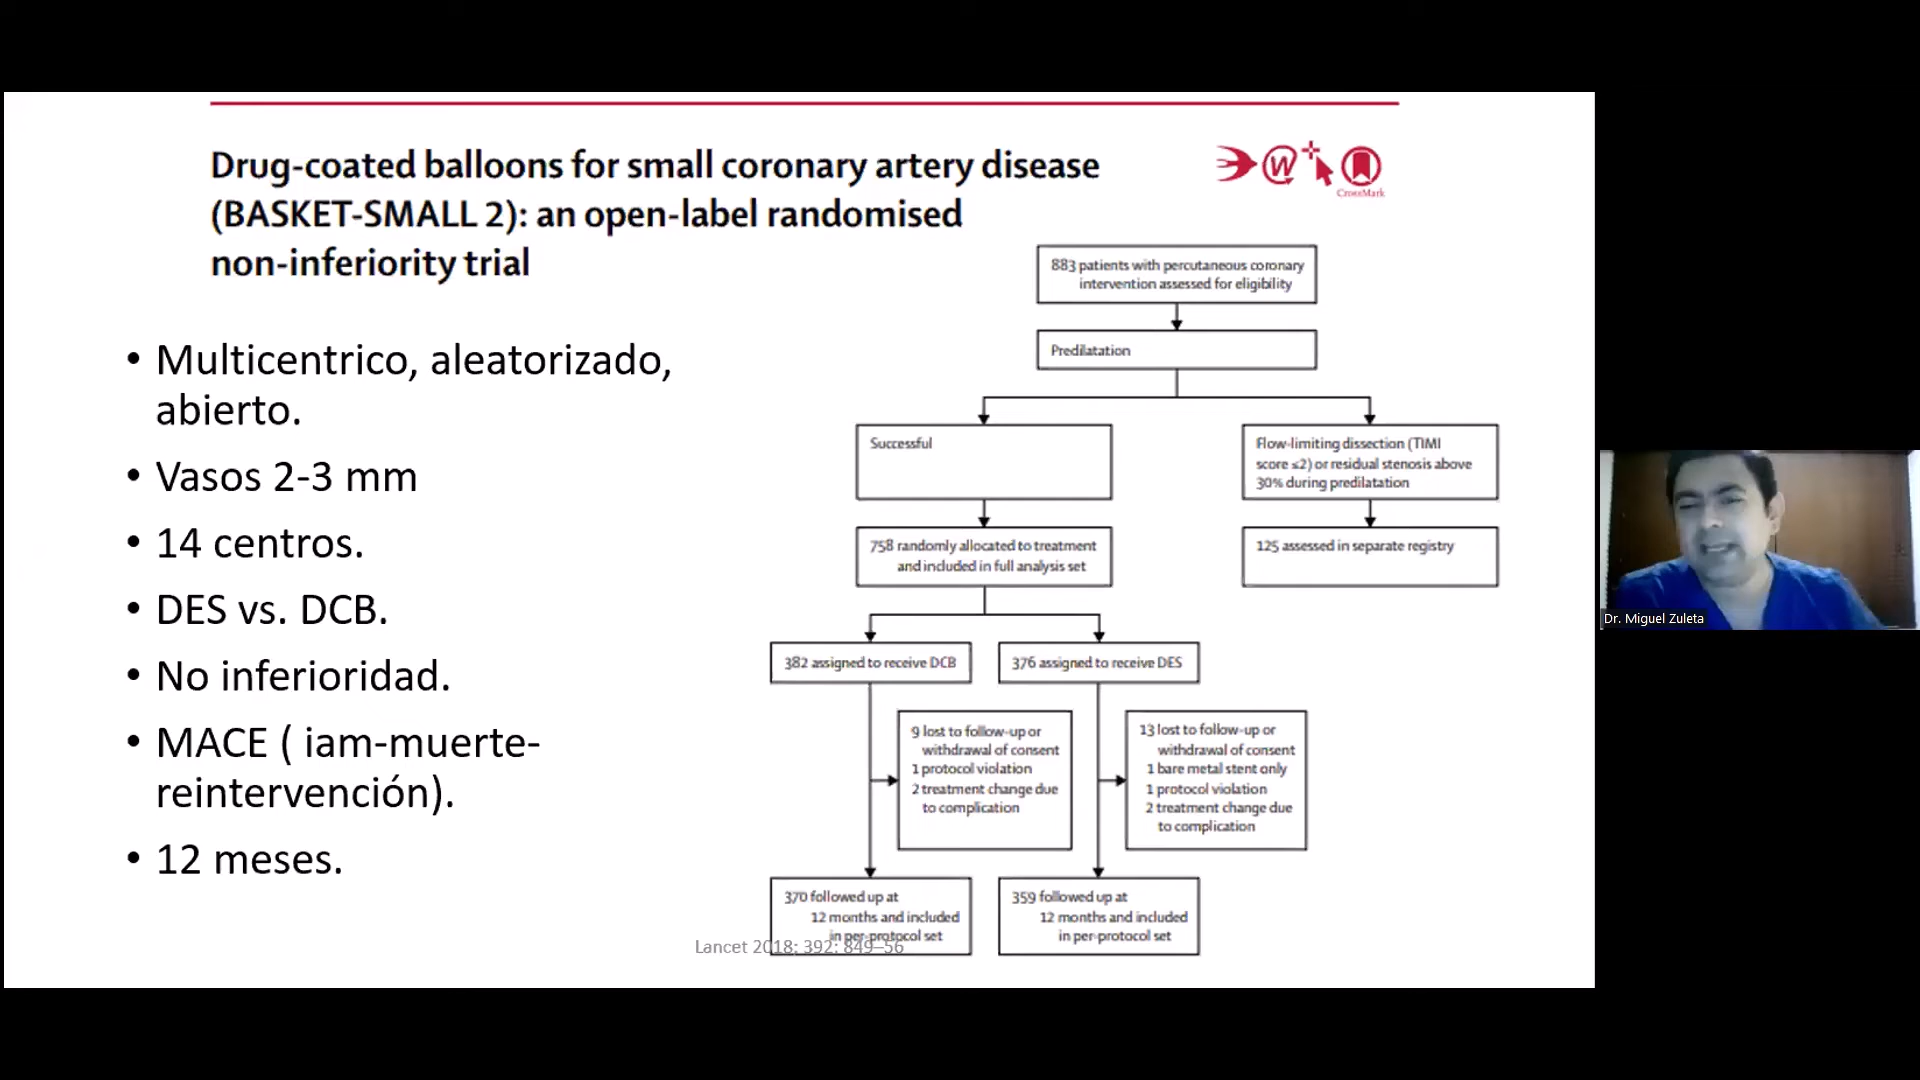 Drug-coated balloons for small coronary artery disease
(BASKET-SMALL 2): an open-label randomised
non-inferiority trial
W
CrossMark
• Multicentrico, aleatorizado,
abierto.
• Vasos 2-3 mm
• 14 centros.
• DES vs. DCB.
• No inferioridad.
• MACE ( iam-muerte-
reintervención).
• 12 meses.
883 patients with percutaneous coronary
intervention assessed for eligibility
Predilatation
Successful
Flow-limiting dissection (TIMI
score ≤2) or residual stenosis above
30% during predilatation
758 randomly allocated to treatment
and included in full analysis set
125 assessed in separate registry
382 assigned to receive DCB
376 assigned to receive DES
9 lost to follow-up or
withdrawal of consent
1 protocol violation
2 treatment change due
to complication
13 lost to follow-up or
withdrawal of consent
1 bare metal stent only
1 protocol violation
2 treatment change due
to complication
370 followed up at
12 months and included
in per-protocol set
359 followed up at
12 months and included
in per-protocol set
Lancet 2018; 392: 849–56
Dr. Miguel Zuleta